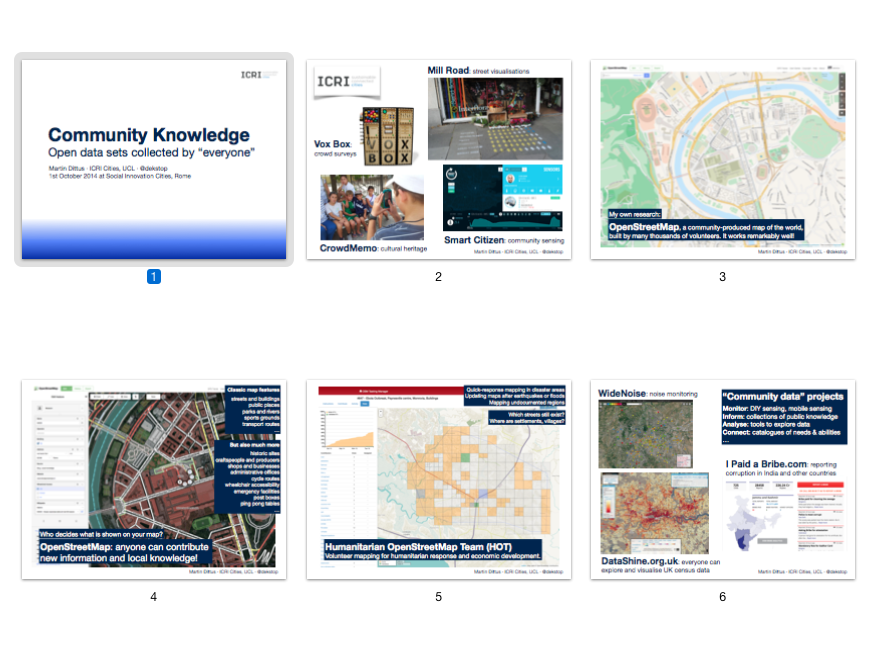 ICRI
Community Knowledge
Open data sets collected by “everyone”
Martin Dittus · ICRI Cities, UCL · @dekstop
1st October 2014 at Social Innovation Cities, Rome
1
ICRI
Mill Road: street visualisations
Vox Box:
crowd surveys
VOX
BOX
CrowdMemo: cultural heritage
Smart Citizen: community sensing
Martin Dittus · ICRI Cities, UCL · @dekstop
2
My own research:
OpenStreetMap, a community-produced map of the world,
built by many thousands of volunteers. It works remarkably well!
Martin Dittus · ICRI Cities, UCL · @dekstop
3
Classic map features
streets and buildings
public places
parks and rivers
sports grounds
transport routes
But also much more
historic sites
craftspeople and producers
shops and businesses
cycle routes
wheelchair accessibility
emergency facilities
post boxes
ping pong tables
...
Who decides what is shown on your map?
OpenStreetMap: anyone can contribute
new information and local knowledge!
Martin Dittus · ICRI Cities, UCL · @dekstop
4
Quick-response mapping in disaster areas
Updating maps after earthquakes or floods
Mapping undocumented regions
Which streets still exist?
Where are settlements, villages?
Humanitarian OpenStreetMap Team (HOT)
Volunteer mapping for humanitarian response and economic development.
Martin Dittus · ICRI Cities, UCL · @dekstop
5
WideNoise: noise monitoring
“Community data” projects
Monitor: DIY sensing, mobile sensing
Inform: collections of public knowledge
Analyse: tools to explore data
Connect: catalogues of needs & abilities
...
I Paid a Bribe.com: reporting
corruption in India and other countries
DataShine.org.uk: everyone can
explore and visualise UK census data
Martin Dittus · ICRI Cities, UCL · @dekstop
6